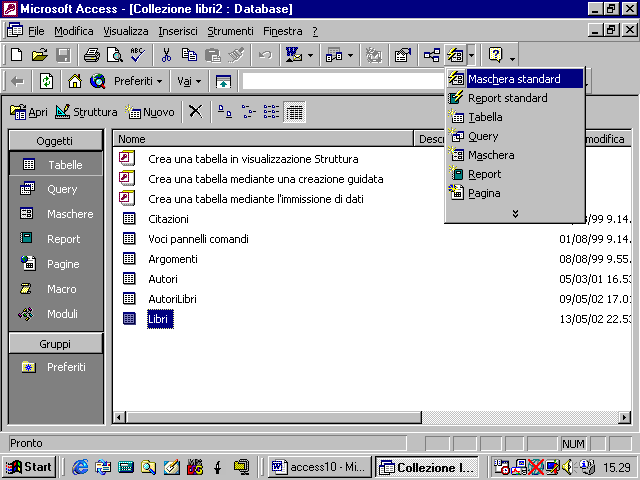 Microsoft Access - [Collezione libri2 : Database]
File Modifica Visualizza Inserisci Strumenti Finestra ?
Preferiti Vai
Apri Struttura Nuovo
Maschera standard
Report standard
Tabella
Query
Maschera
Report
Pagina
Oggetti
Tabelle
Query
Maschere
Report
Pagine
Macro
Moduli
Gruppi
Preferiti
Nome Descr modifica
Crea una tabella in visualizzazione Struttura
Crea una tabella mediante una creazione guidata
Crea una tabella mediante l'immissione di dati
Citazioni 8/99 9.14.
Voci pannelli comandi 01/08/99 9.14.
Argomenti 08/08/99 9.55.
Autori 05/03/01 16.53
AutoriLibri 09/05/02 17.01
Libri 13/05/02 22.53
Pronto NUM
Start access10 - Mi... Collezione l... 15.29